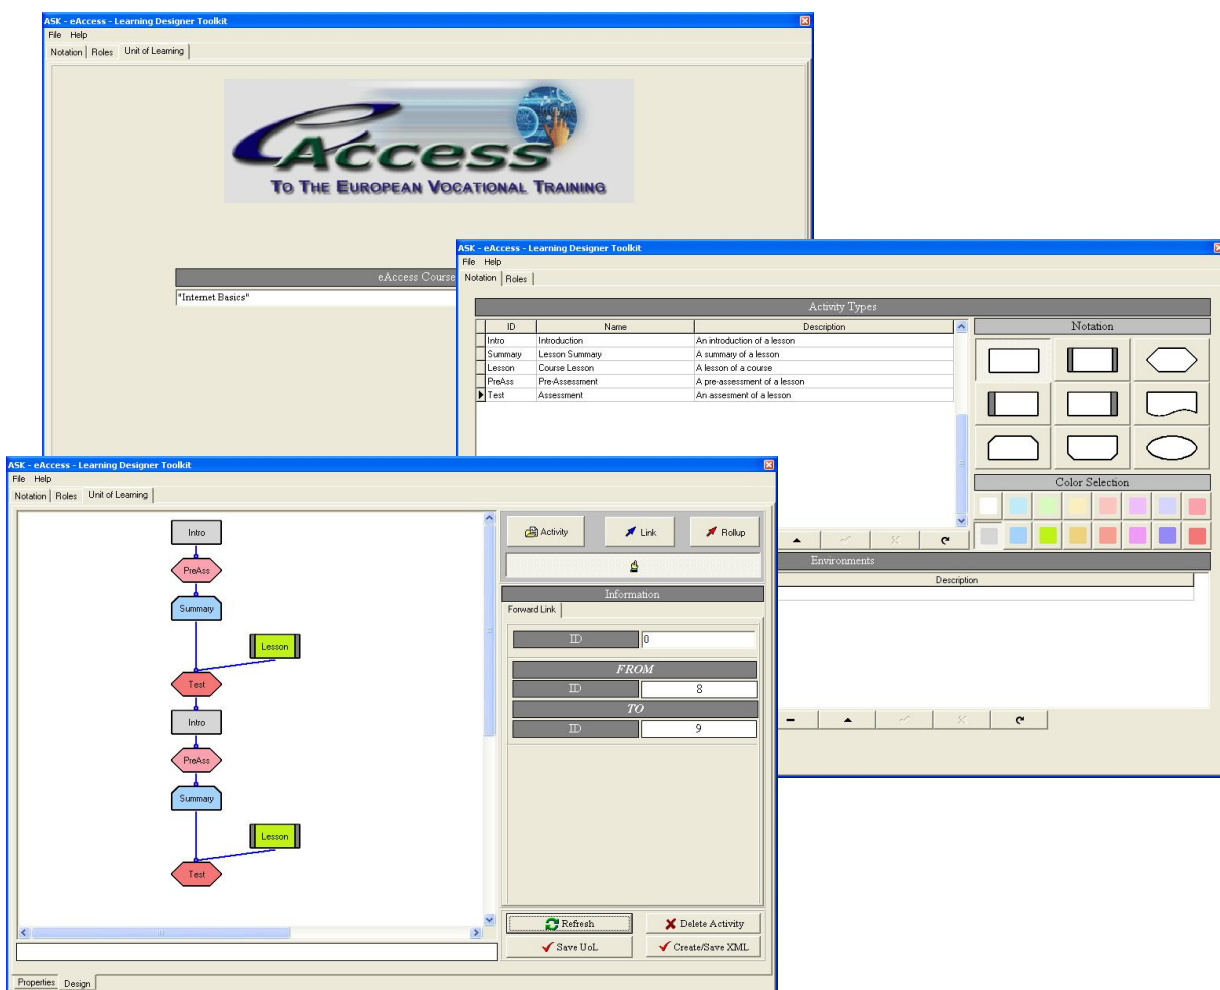 ASK - eAccess - Learning Designer Toolkit
File Help
Notation Roles Unit of Learning
eAccess
TO THE EUROPEAN VOCATIONAL TRAINING
eAccess Course
"Internet Basics"
ASK - eAccess - Learning Designer Toolkit
File Help
Notation Roles
Activity Types
ID Name Description
Intro Introduction An introduction of a lesson
Summary Lesson Summary A summary of a lesson
Lesson Course Lesson A lesson of a course
PreAss Pre-Assessment A pre-assessment of a lesson
Test Assessment An assesment of a lesson
Notation
Color Selection
Environments
Description
ASK - eAccess - Learning Designer Toolkit
File Help
Notation Roles Unit of Learning
Intro
PreAss
Summary
Lesson
Test
Intro
PreAss
Summary
Lesson
Test
Activity Link Rollup
Information
Forward Link
ID 0
FROM
ID 8
TO
ID 9
Refresh Delete Activity
Save UoL Create/Save XML
Properties Design